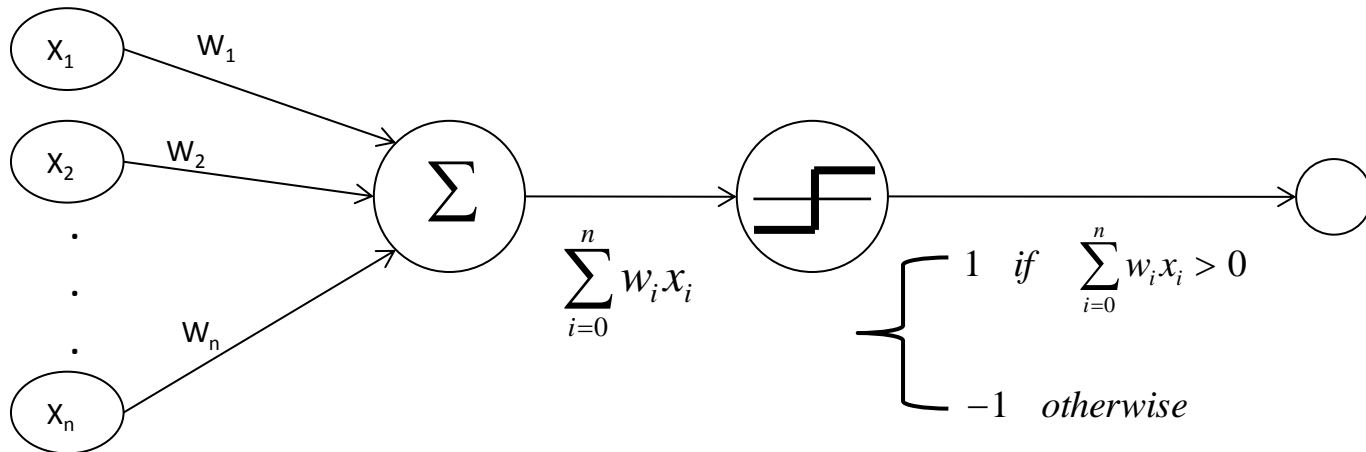 X₁
W₁
X₂
W₂
.
.
.
Xₙ
Wₙ
∑
n
∑ wᵢxᵢ
i=0
1 if ∑ wᵢxᵢ > 0
n
i=0
−1 otherwise